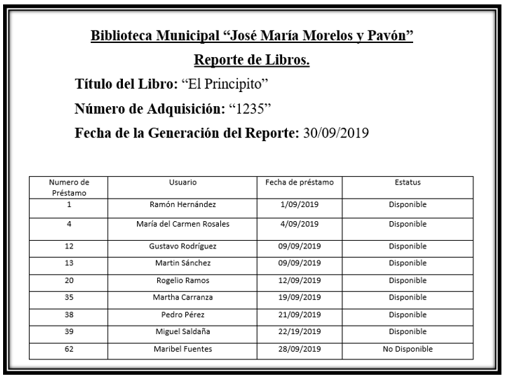 Biblioteca Municipal “José María Morelos y Pavón”
Reporte de Libros.
Título del Libro: “El Principito”
Número de Adquisición: “1235”
Fecha de la Generación del Reporte: 30/09/2019
Numero de Préstamo Usuario Fecha de préstamo Estatus
1 Ramón Hernández 1/09/2019 Disponible
4 María del Carmen Rosales 4/09/2019 Disponible
12 Gustavo Rodríguez 09/09/2019 Disponible
13 Martin Sánchez 09/09/2019 Disponible
20 Rogelio Ramos 12/09/2019 Disponible
35 Martha Carranza 19/09/2019 Disponible
38 Pedro Pérez 21/09/2019 Disponible
39 Miguel Saldaña 22/19/2019 Disponible
62 Maribel Fuentes 28/09/2019 No Disponible